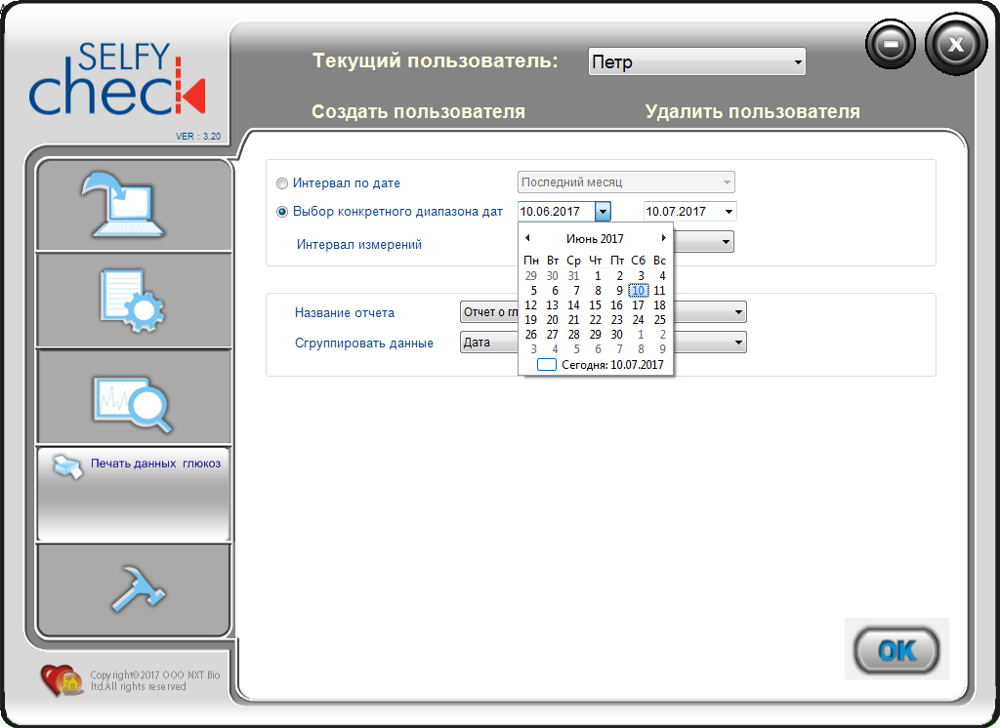 SELFY
check
VER : 3.20
Текущий пользователь: Петр
Создать пользователя Удалить пользователя
Интервал по дате Последний месяц
Выбор конкретного диапазона дат 10.06.2017 10.07.2017
Интервал измерений
Июнь 2017
Пн Вт Ср Чт Пт Сб Вс
29 30 31 1 2 3 4
5 6 7 8 9 10 11
12 13 14 15 16 17 18
19 20 21 22 23 24 25
26 27 28 29 30 1 2
3 4 5 6 7 8 9
Сегодня: 10.07.2017
Название отчета Отчет о гл
Сгруппировать данные Дата
Печать данных глюкоз
OK
Copyright©2017 ООО NXT Bio
ltd.All rights reserved